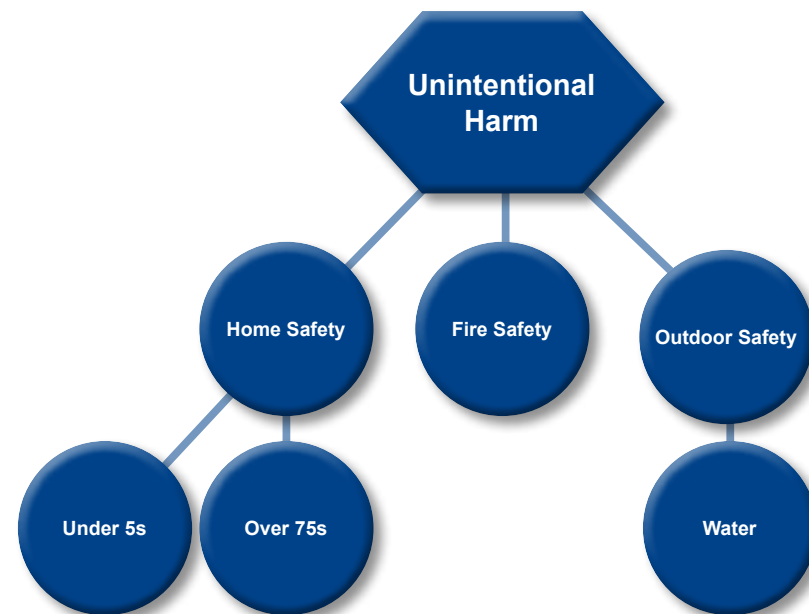 Unintentional
Harm
Home Safety
Fire Safety
Outdoor Safety
Under 5s
Over 75s
Water